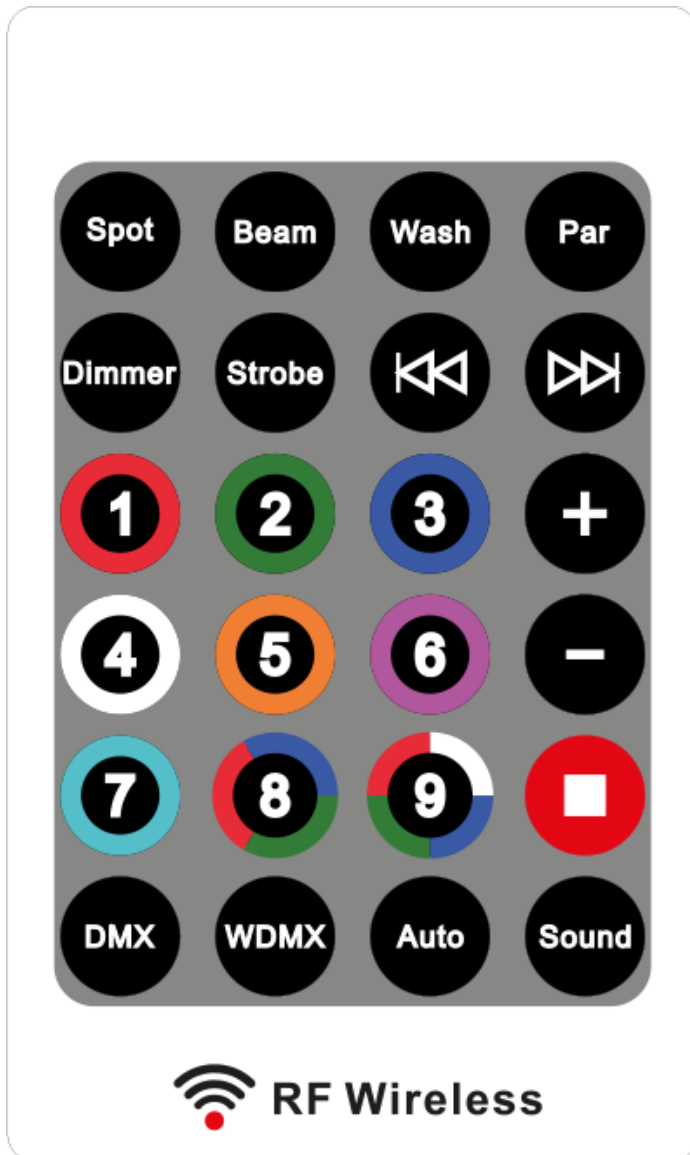 Spot Beam Wash Par
Dimmer Strobe
1 2 3 +
4 5 6 -
7 8 9
DMX WDMX Auto Sound
RF Wireless